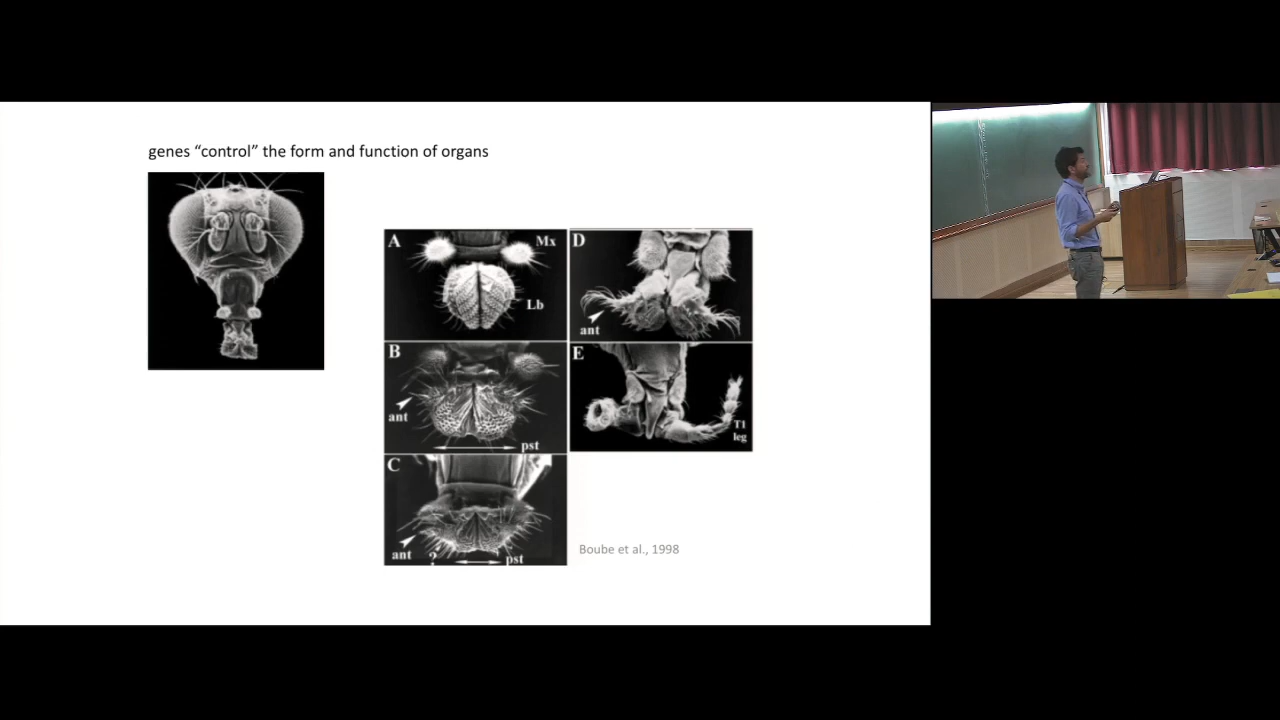 genes “control” the form and function of organs
A
Mx
Lb
D
ant
B
ant
pst
E
T1
leg
C
ant
?
pst
Boube et al., 1998